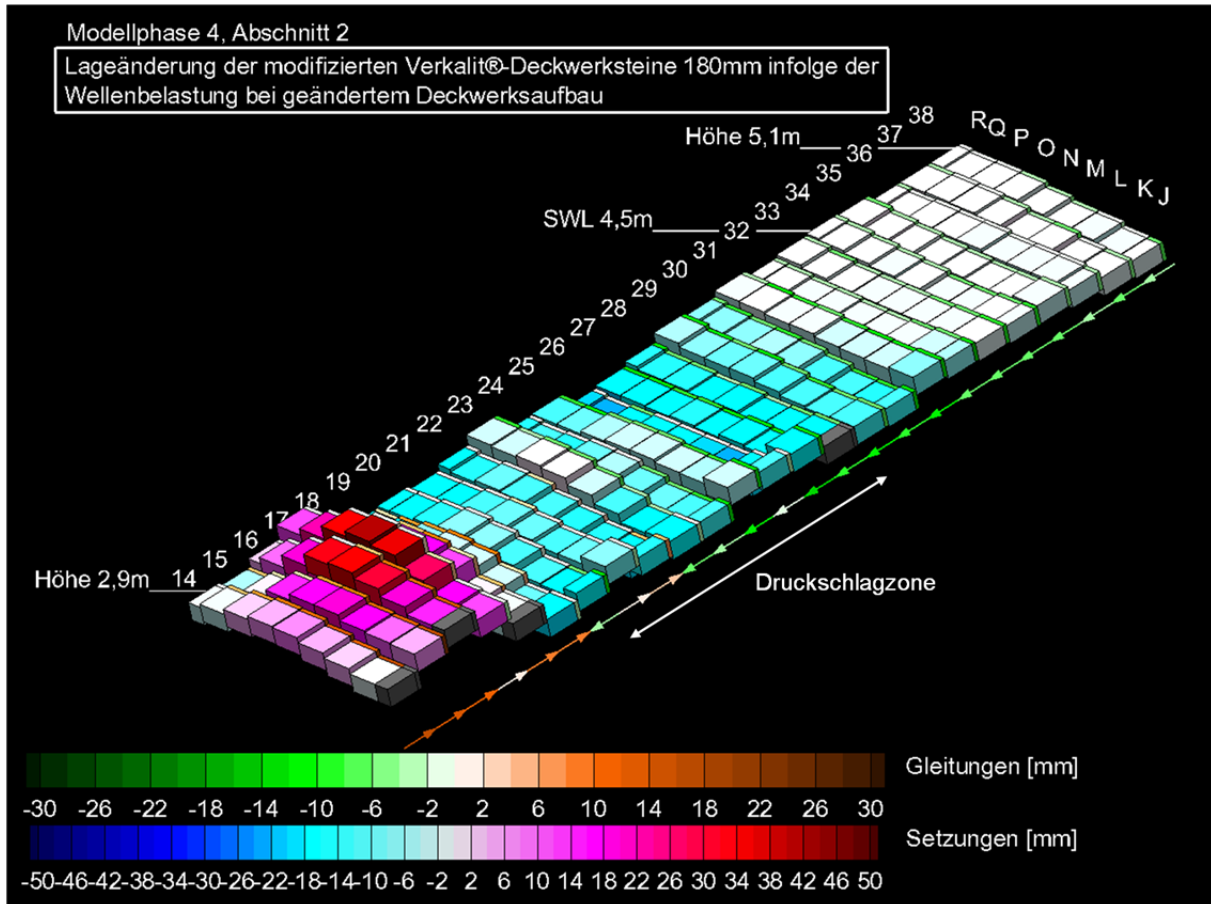 Modellphase 4, Abschnitt 2
Lageänderung der modifizierten Verkalit®-Deckwerksteine 180mm infolge der
Wellenbelastung bei geändertem Deckwerksaufbau
Höhe 5,1m
SWL 4,5m
Höhe 2,9m
14
15
16
17
18
19
20
21
22
23
24
25
26
27
28
29
30
31
32
33
34
35
36
37
38
R Q P O N M L K J
Druckschlagzone
Gleitungen [mm]
-30 -26 -22 -18 -14 -10 -6 -2 2 6 10 14 18 22 26 30
Setzungen [mm]
-50 -46 -42 -38 -34 -30 -26 -22 -18 -14 -10 -6 -2 2 6 10 14 18 22 26 30 34 38 42 46 50